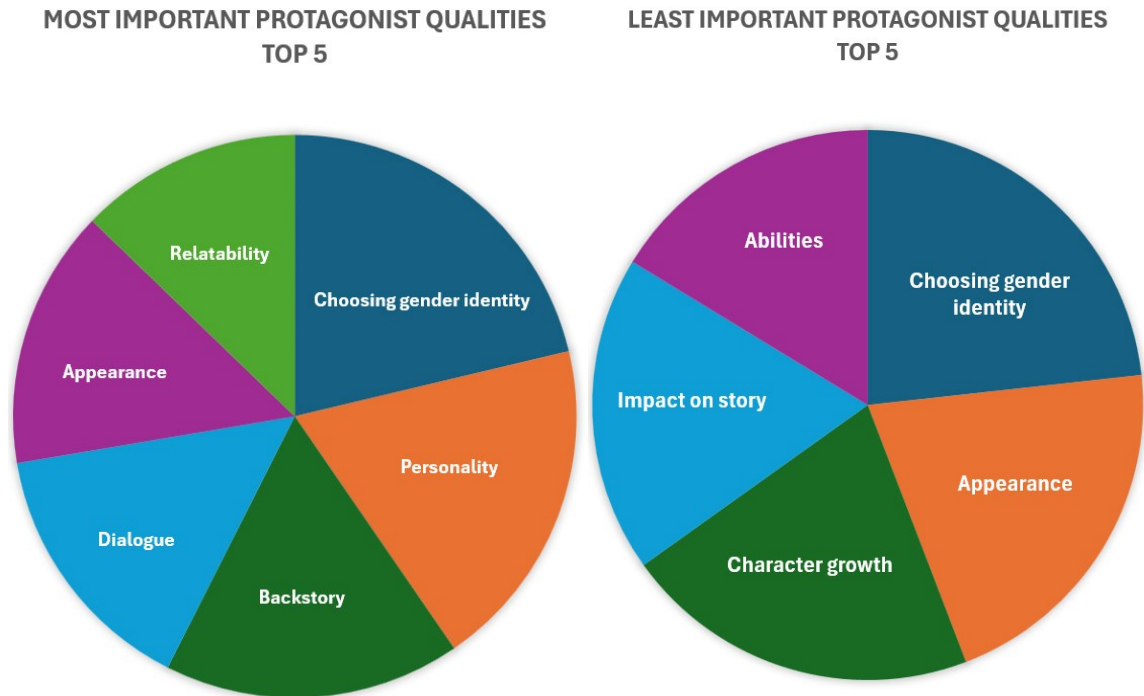 MOST IMPORTANT PROTAGONIST QUALITIES
TOP 5
Relatability
Choosing gender identity
Appearance
Personality
Dialogue
Backstory
LEAST IMPORTANT PROTAGONIST QUALITIES
TOP 5
Abilities
Choosing gender
identity
Impact on story
Appearance
Character growth